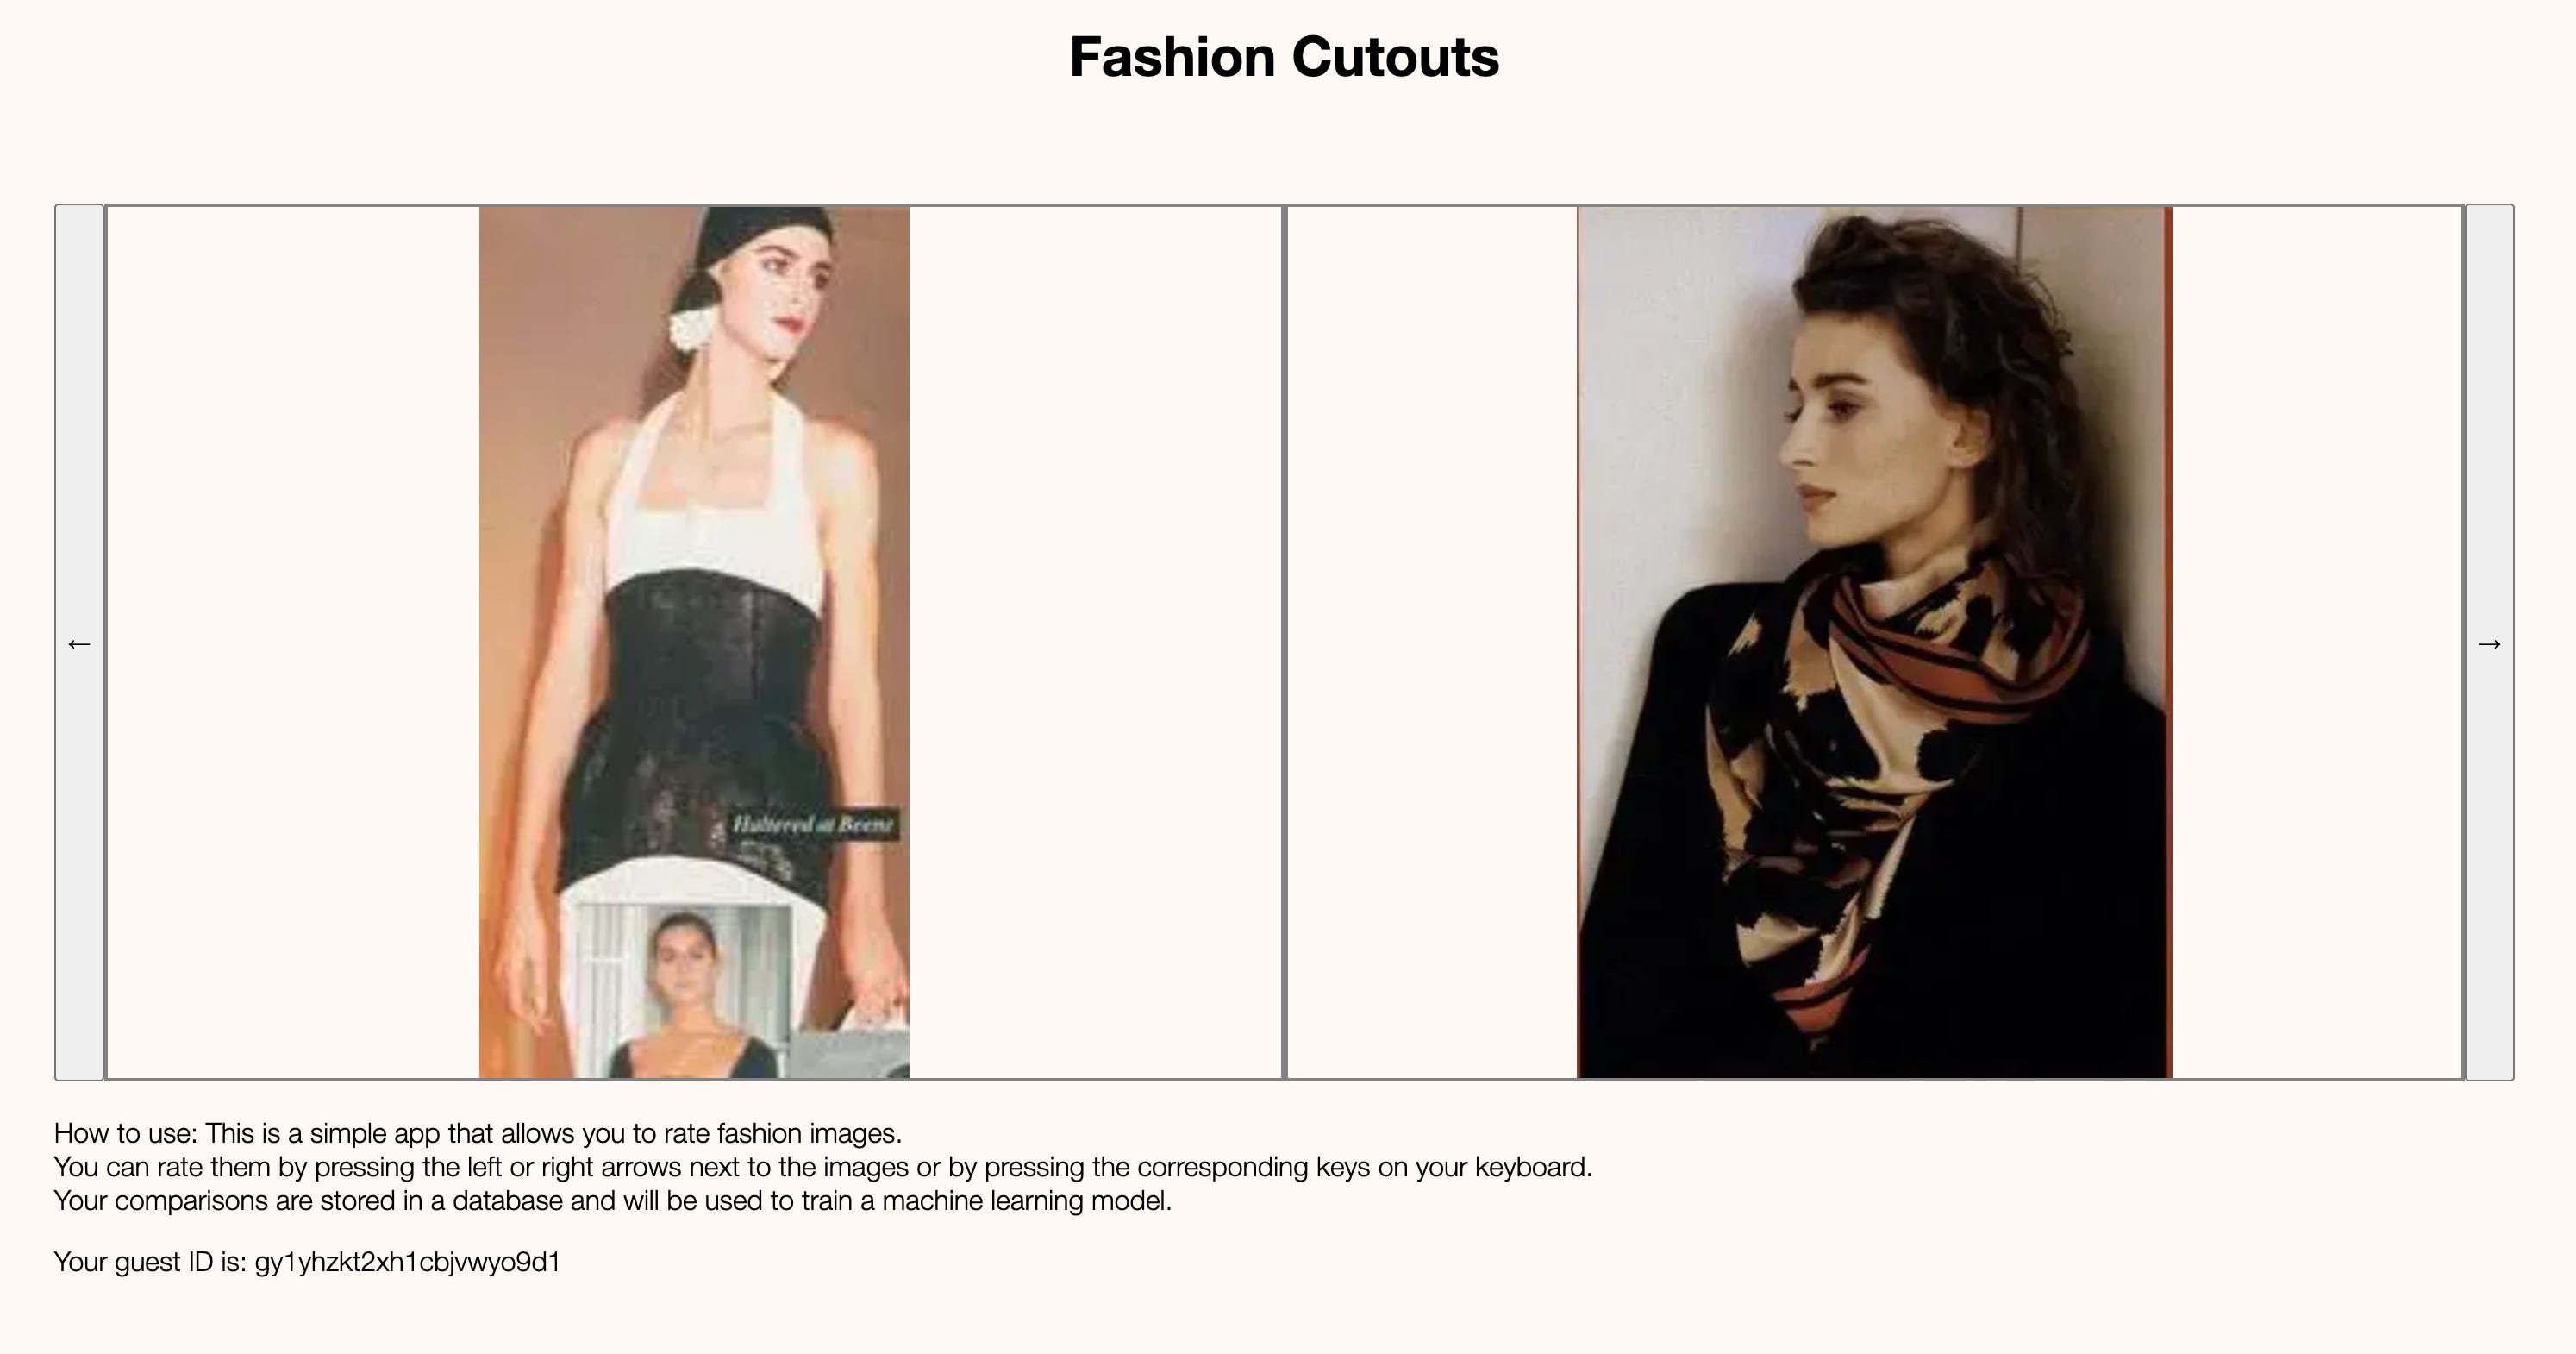 Fashion Cutouts
←
→
Haltered at Beene
How to use: This is a simple app that allows you to rate fashion images.
You can rate them by pressing the left or right arrows next to the images or by pressing the corresponding keys on your keyboard.
Your comparisons are stored in a database and will be used to train a machine learning model.
Your guest ID is: gy1yhzkt2xh1cbjvwyo9d1